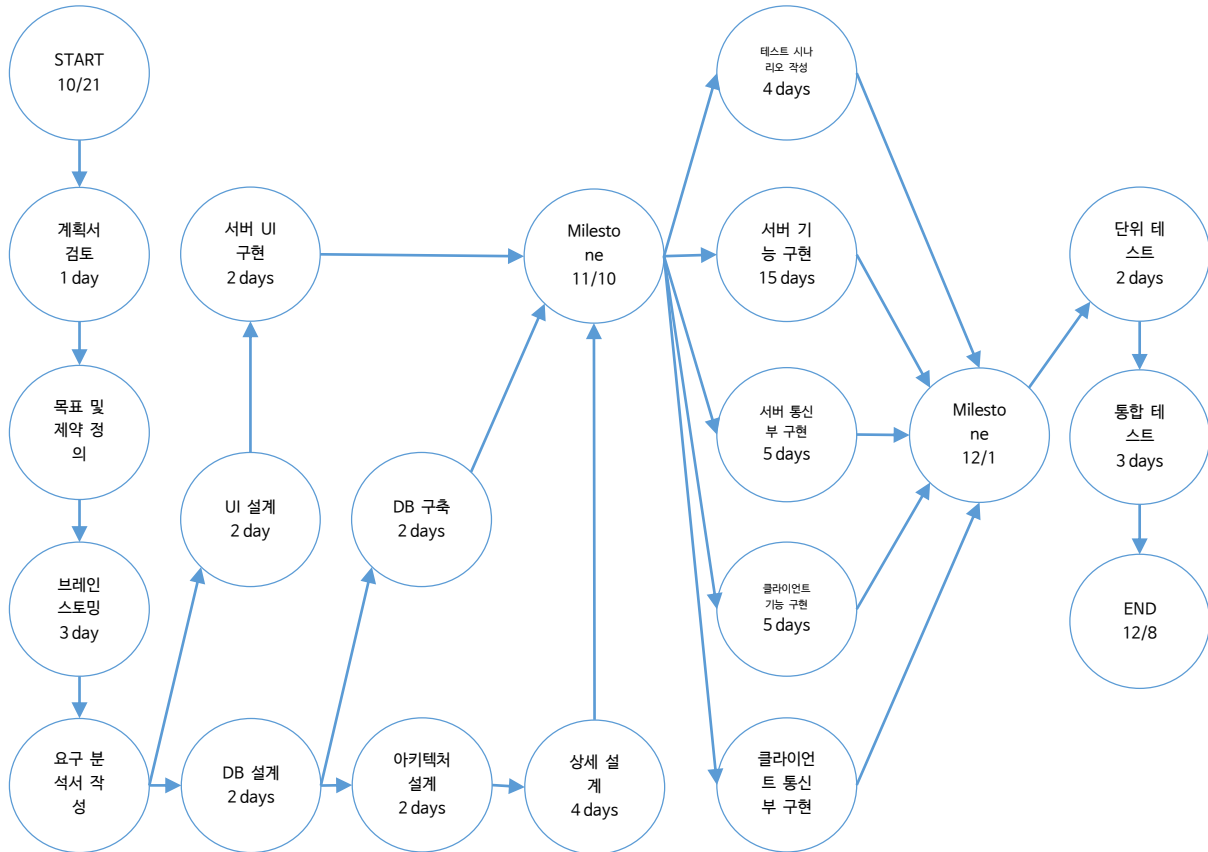 START
10/21
계획서
검토
1 day
목표 및
제약 정
의
브레인
스토밍
3 day
요구 분
석서 작
성
서버 UI
구현
2 days
UI 설계
2 day
DB 설계
2 days
DB 구축
2 days
아키텍처
설계
2 days
Milesto
ne
11/10
상세 설
계
4 days
테스트 시나
리오 작성
4 days
서버 기
능 구현
15 days
서버 통신
부 구현
5 days
클라이언트
기능 구현
5 days
클라이언
트 통신
부 구현
Milesto
ne
12/1
단위 테
스트
2 days
통합 테
스트
3 days
END
12/8